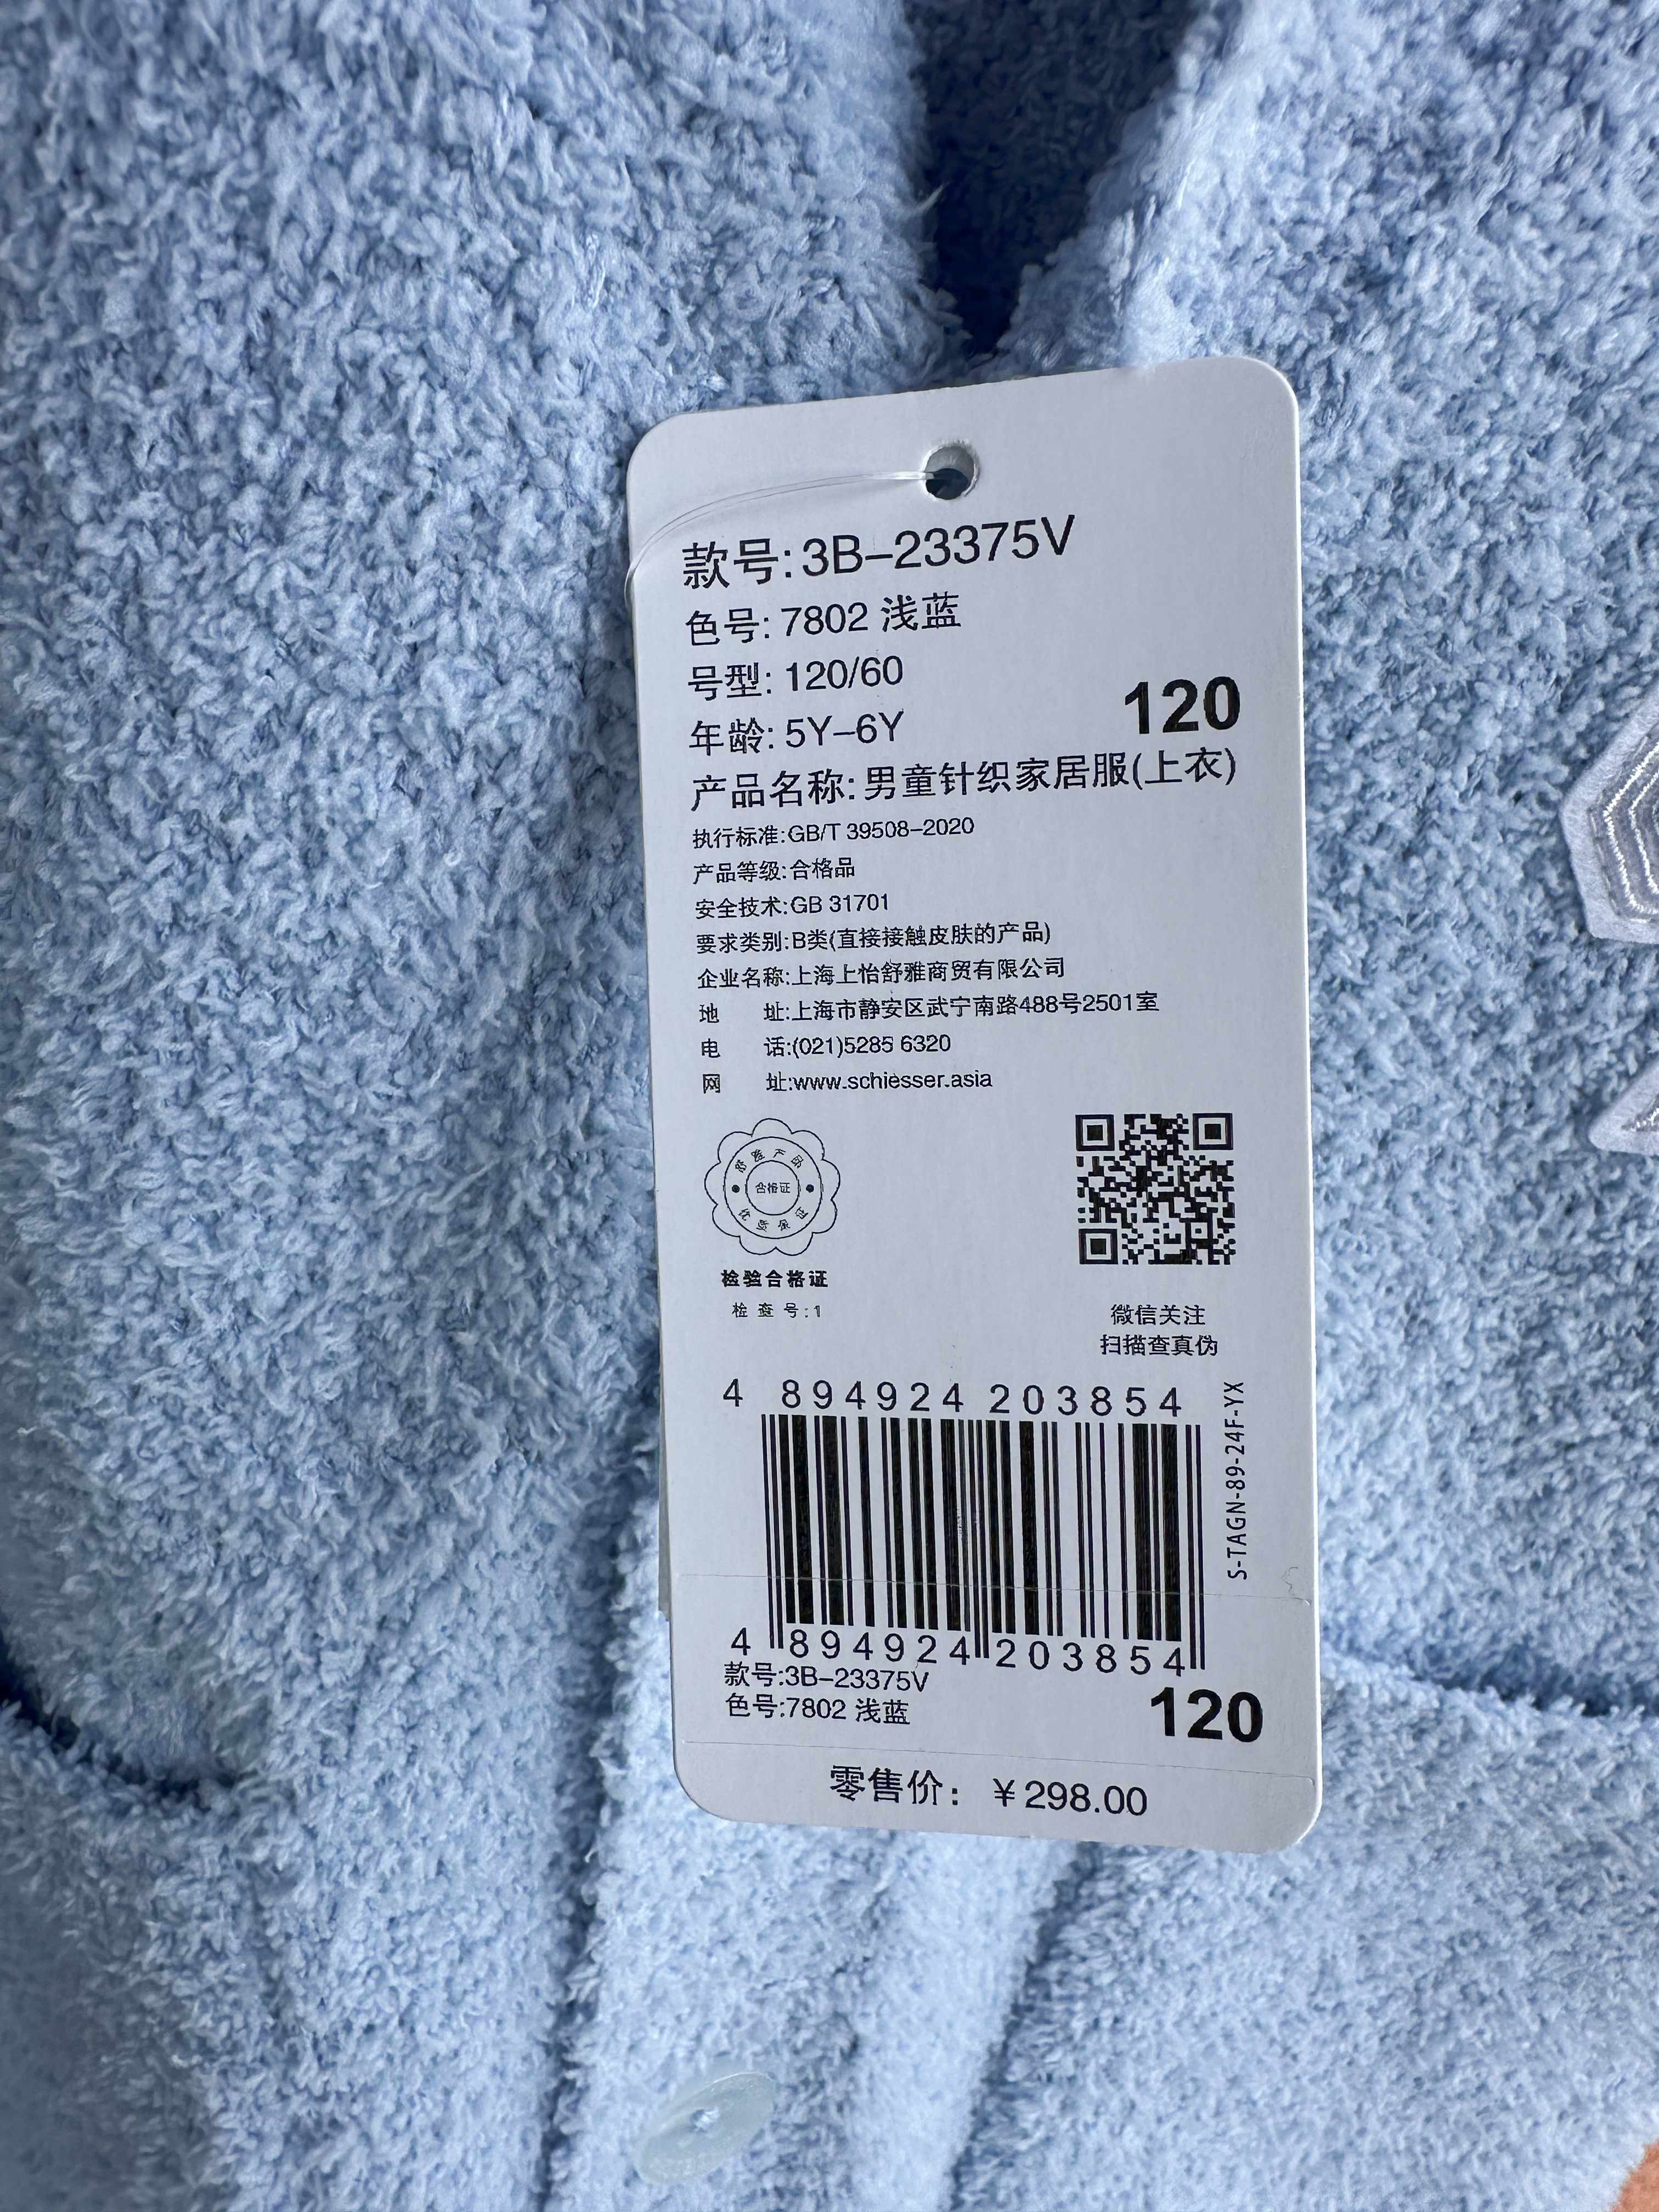 款号:3B-23375V
色号: 7802 浅蓝
号型: 120/60
年龄: 5Y-6Y
120
产品名称: 男童针织家居服(上衣)
执行标准:GB/T 39508-2020
产品等级:合格品
安全技术:GB 31701
要求类别:B类(直接接触皮肤的产品)
企业名称:上海上怡舒雅商贸有限公司
地 址:上海市静安区武宁南路488号2501室
电 话:(021)5285 6320
网 址:www.schiesser.asia
舒雅产品
合格证
优质保证
检验合格证
检 查 号:1
微信关注
扫描查真伪
4 894924 203854
S-TAGN-89-24F-YX
4 894924 203854
款号:3B-23375V
色号:7802 浅蓝
120
零售价: ¥298.00